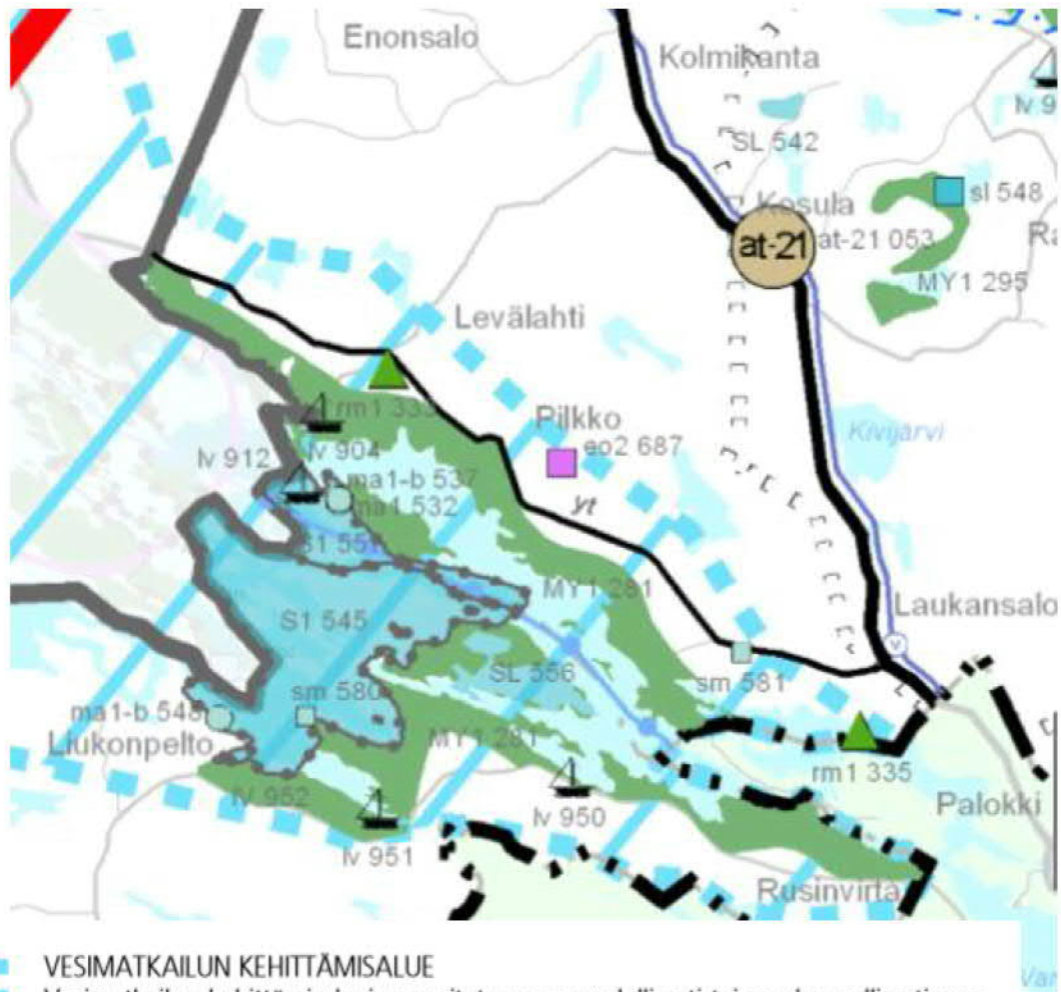 Enonsalo
Kolmikanta
lv 9
SL 542
sl 548
Kosula
at-21
at-21 053
MY1 295
Levälahti
rm1 333
Pilkko
eo2 687
Kivijärvi
lv 912
lv 904
ma1-b 537
ma1 532
yt
S1 551
MY1 281
S1 545
Laukansalo
v
SL 556
sm 580
sm 581
ma1-b 548
Liukonpelto
MY1 281
rm1 335
lv 952
lv 950
Palokki
lv 951
Rusinvirta
VESIMATKAILUN KEHITTÄMISALUE